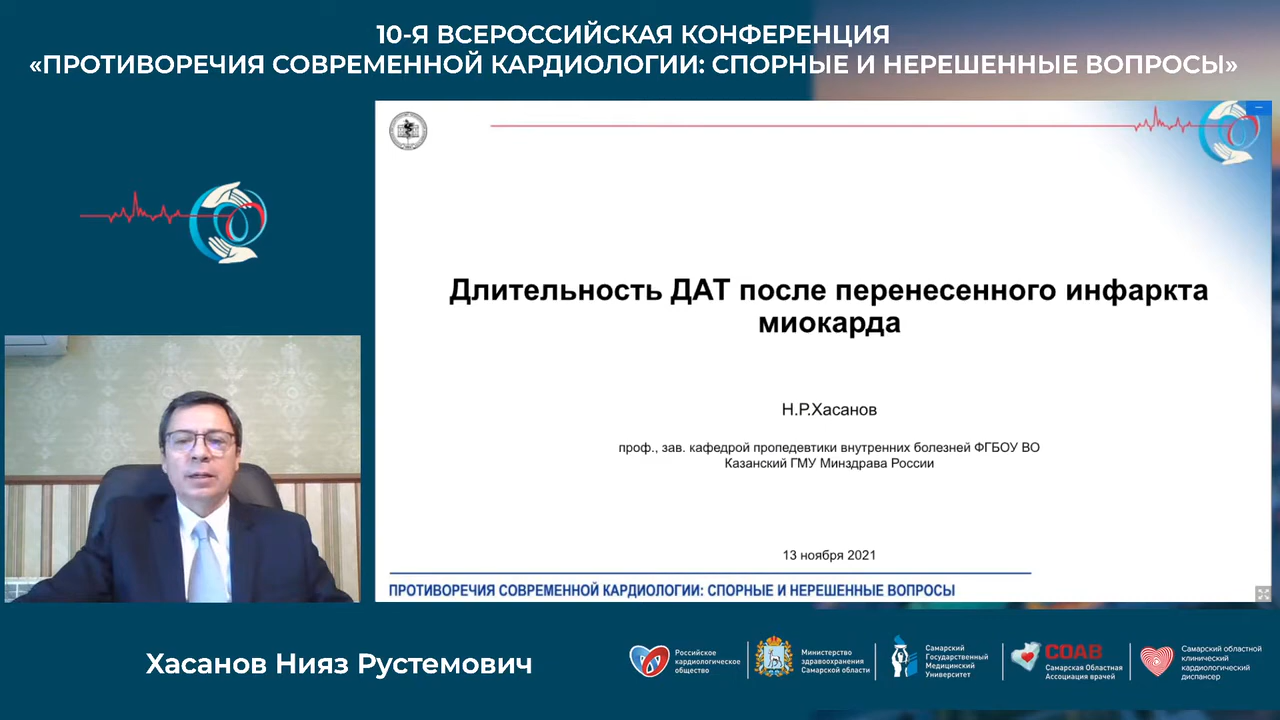 10-Я ВСЕРОССИЙСКАЯ КОНФЕРЕНЦИЯ
«ПРОТИВОРЕЧИЯ СОВРЕМЕННОЙ КАРДИОЛОГИИ: СПОРНЫЕ И НЕРЕШЕННЫЕ ВОПРОСЫ»
Длительность ДАТ после перенесенного инфаркта
миокарда
Н.Р.Хасанов
проф., зав. кафедрой пропедевтики внутренних болезней ФГБОУ ВО
Казанский ГМУ Минздрава России
13 ноября 2021
ПРОТИВОРЕЧИЯ СОВРЕМЕННОЙ КАРДИОЛОГИИ: СПОРНЫЕ И НЕРЕШЕННЫЕ ВОПРОСЫ
Хасанов Нияз Рустемович
Российское
кардиологическое
общество
Министерство
здравоохранения
Самарской области
Самарский
Государственный
Медицинский
Университет
СОАВ
Самарская Областная
Ассоциация врачей
Самарский областной
клинический
кардиологический
диспансер